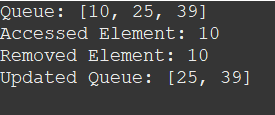 Queue: [10, 25, 39]
Accessed Element: 10
Removed Element: 10
Updated Queue: [25, 39]